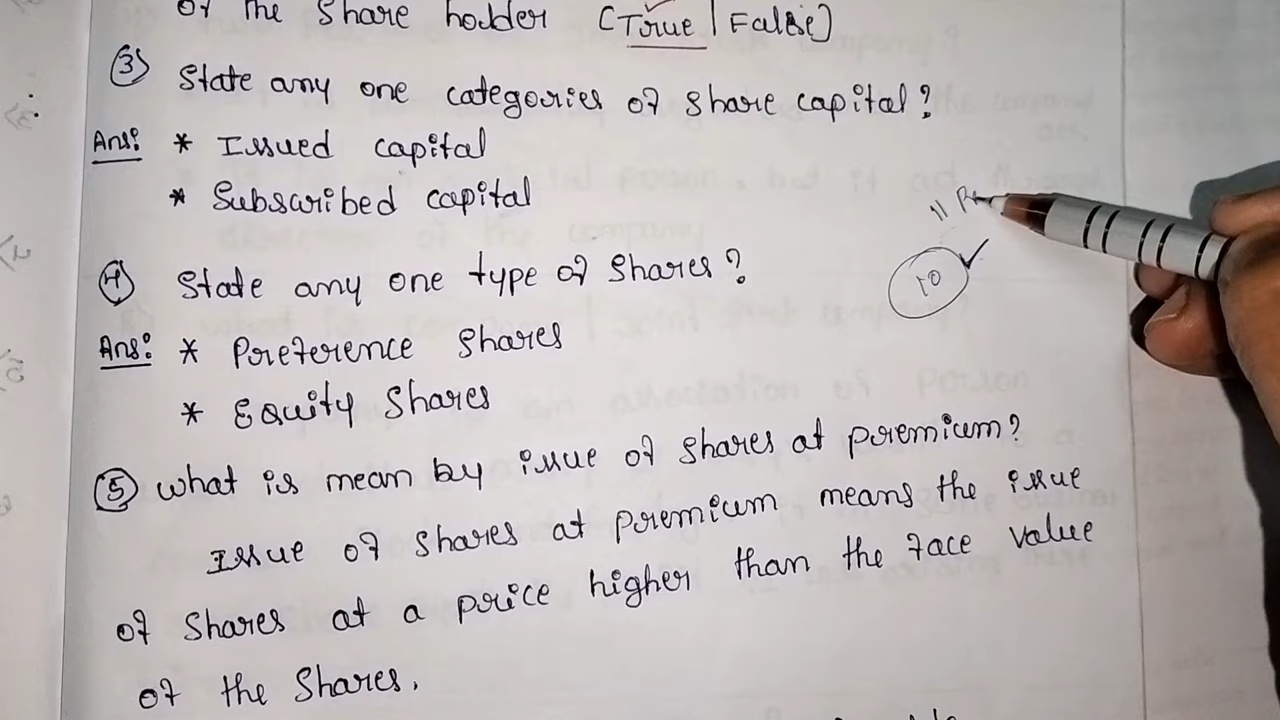 of the Share holder (True | False)
③ State any one categories of share capital?
Ans: * Issued capital
* Subscribed capital
11
10
④ State any one type of shares?
Ans: * Preference shares
* Equity shares
⑤ What is mean by issue of shares at premium?
Issue of shares at premium means the issue
of shares at a price higher than the face value
of the shares.